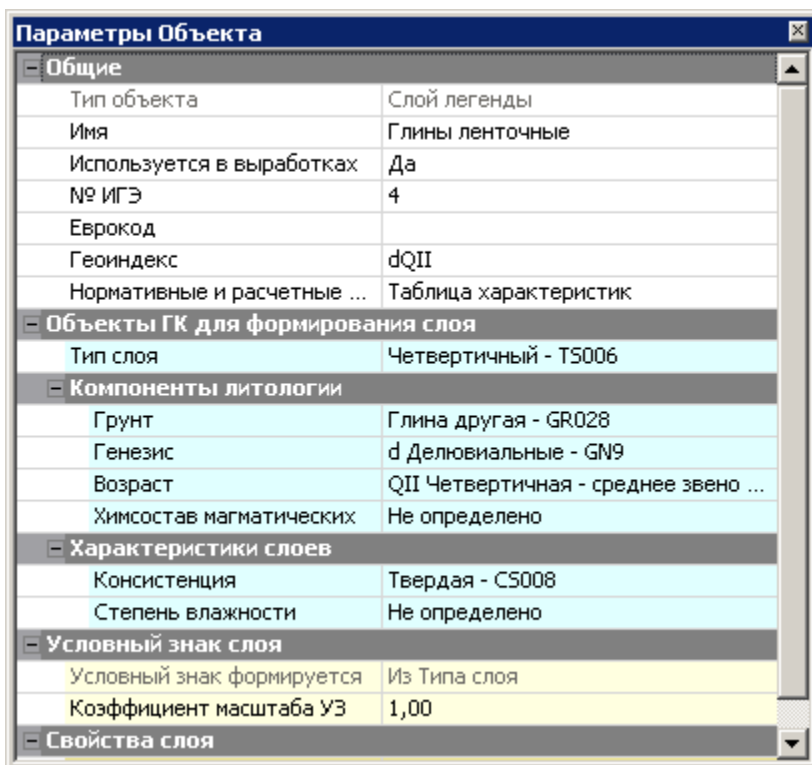 Параметры Объекта
Общие
Тип объекта Слой легенды
Имя Глины ленточные
Используется в выработках Да
№ ИГЭ 4
Еврокод
Геоиндекс dQII
Нормативные и расчетные ... Таблица характеристик
Объекты ГК для формирования слоя
Тип слоя Четвертичный - TS006
Компоненты литологии
Грунт Глина другая - GR028
Генезис d Делювиальные - GN9
Возраст QII Четвертичная - среднее звено ...
Химсостав магматических Не определено
Характеристики слоев
Консистенция Твердая - CS008
Степень влажности Не определено
Условный знак слоя
Условный знак формируется Из Типа слоя
Коэффициент масштаба УЗ 1,00
Свойства слоя